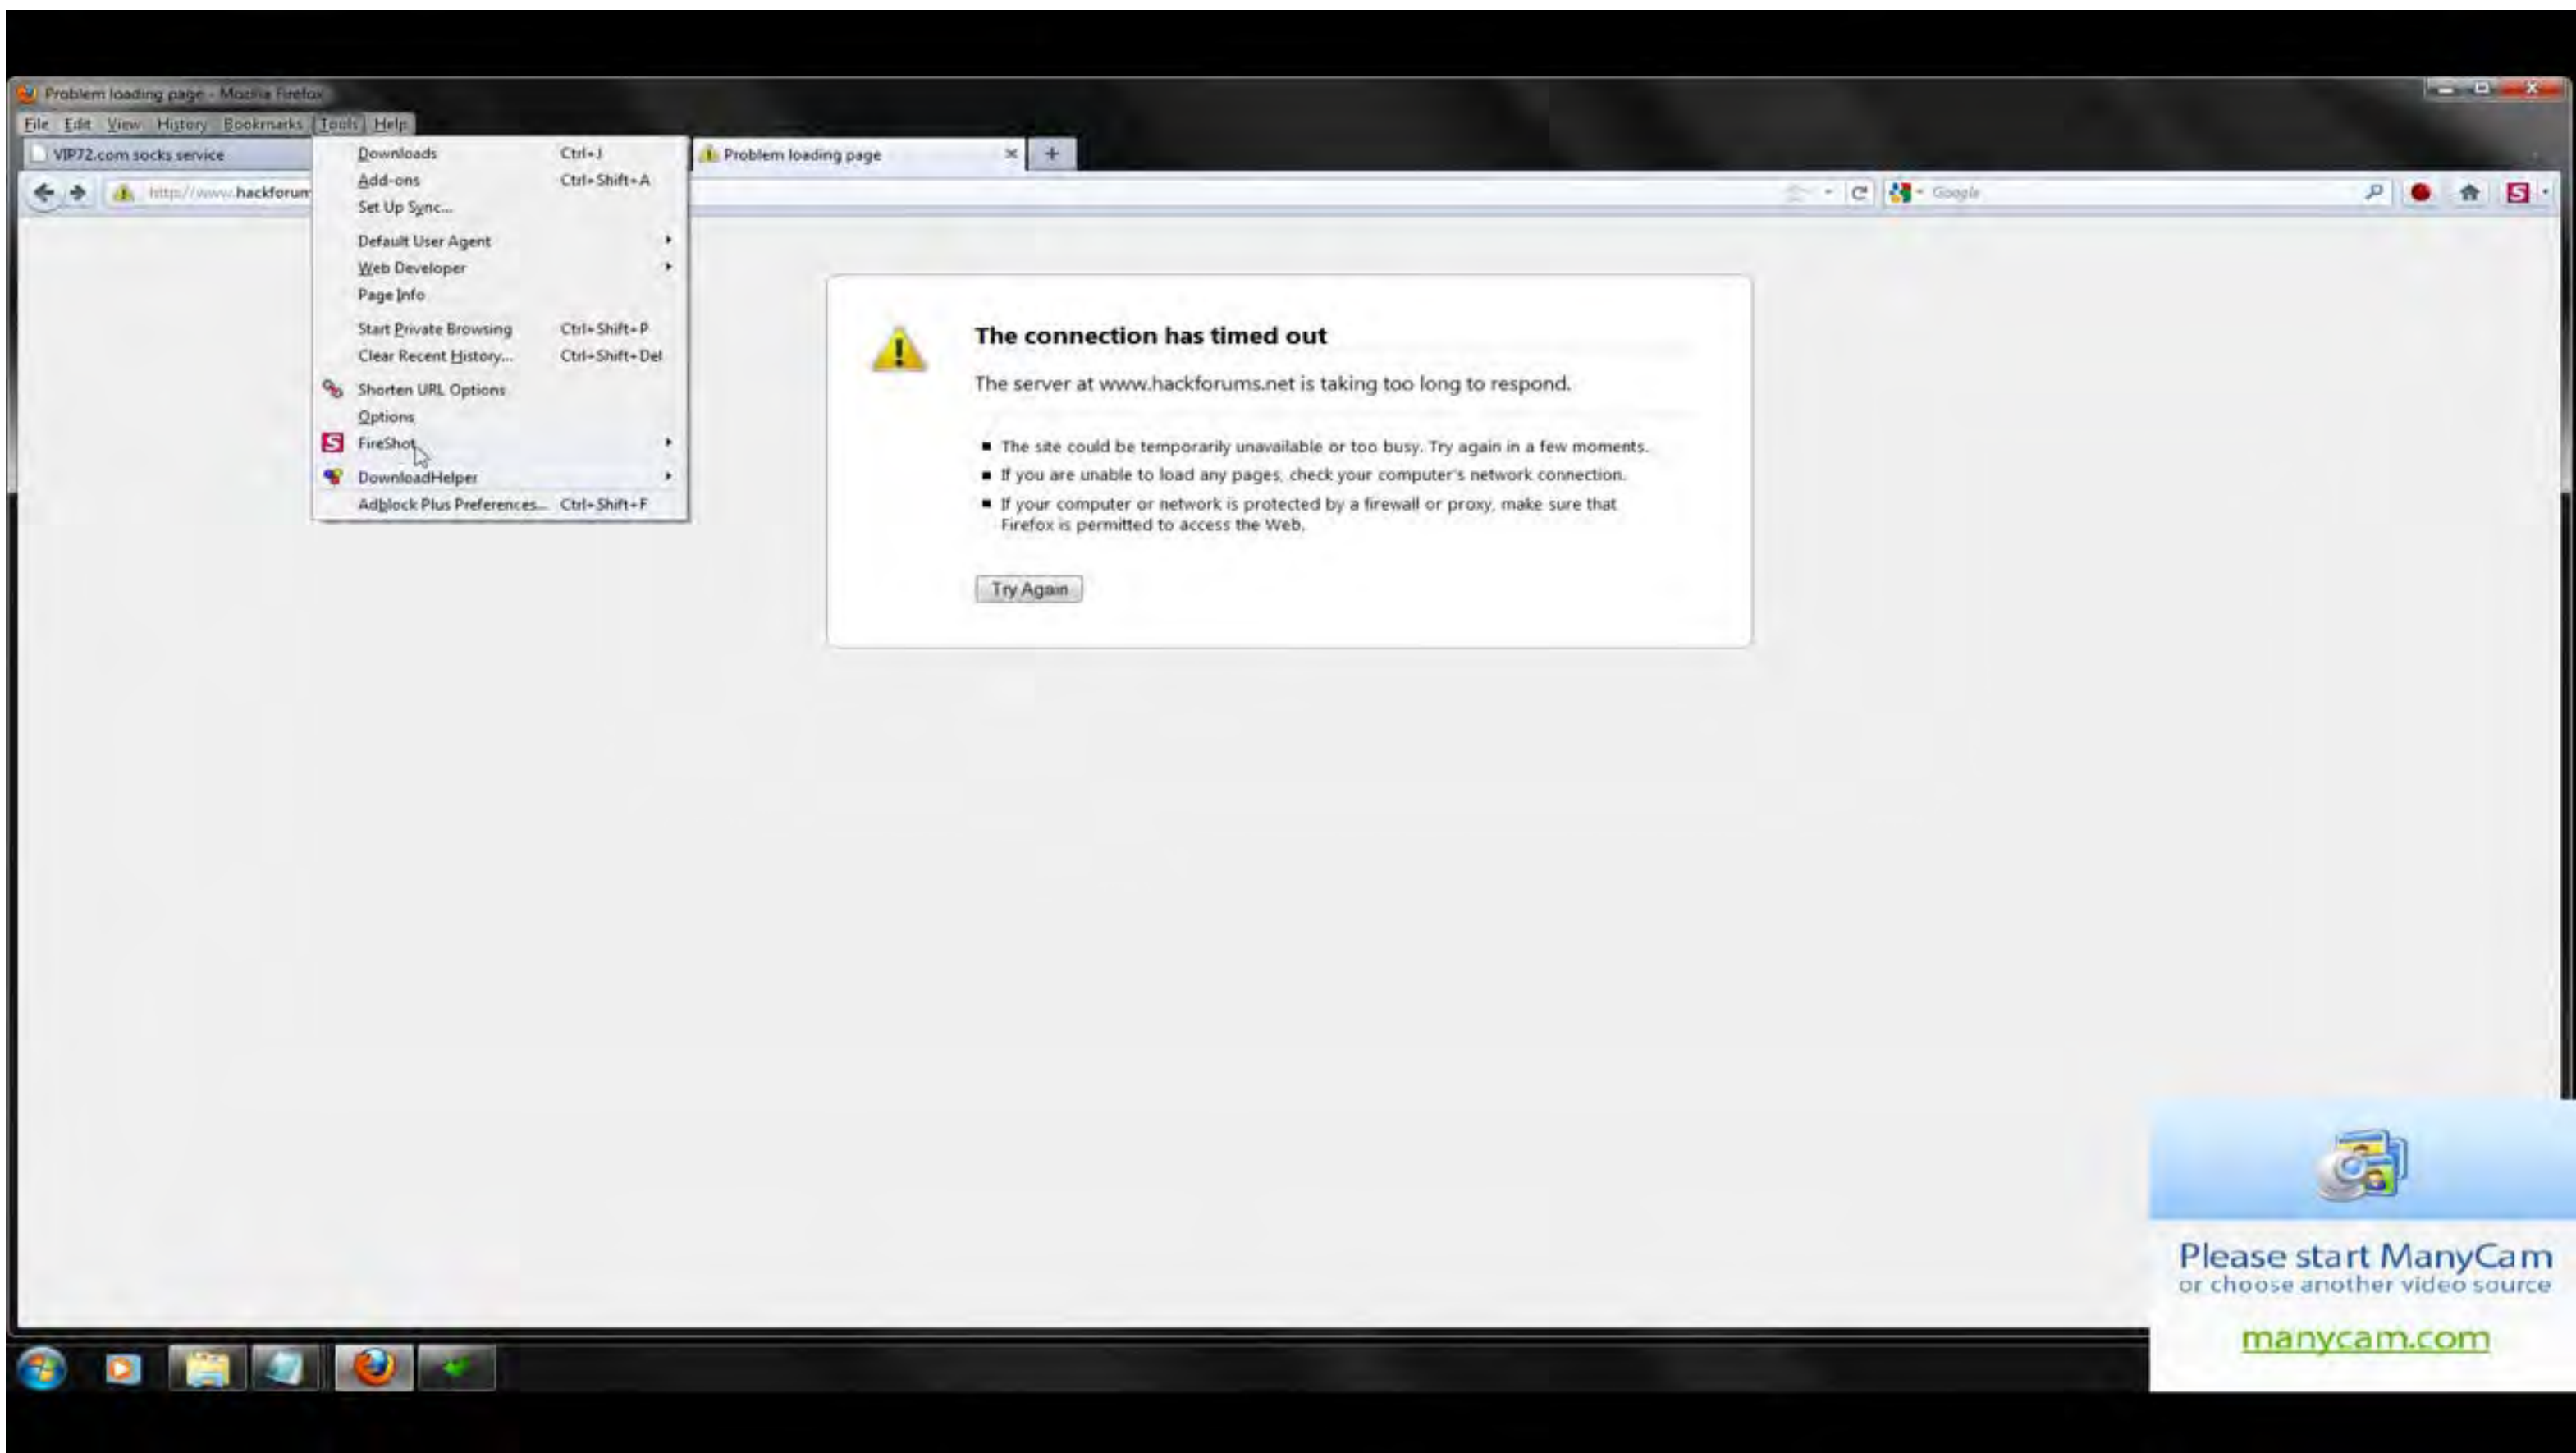 Problem loading page - Mozilla Firefox
File Edit View History Bookmarks Tools Help
VIP72.com socks service
Problem loading page
http://www.hackforum
Google
Downloads Ctrl+J
Add-ons Ctrl+Shift+A
Set Up Sync...
Default User Agent
Web Developer
Page Info
Start Private Browsing Ctrl+Shift+P
Clear Recent History... Ctrl+Shift+Del
Shorten URL Options
Options
S FireShot
DownloadHelper
Adblock Plus Preferences... Ctrl+Shift+F
The connection has timed out
The server at www.hackforums.net is taking too long to respond.
The site could be temporarily unavailable or too busy. Try again in a few moments.
If you are unable to load any pages, check your computer's network connection.
If your computer or network is protected by a firewall or proxy, make sure that
Firefox is permitted to access the Web.
Try Again
Please start ManyCam
or choose another video source
manycam.com